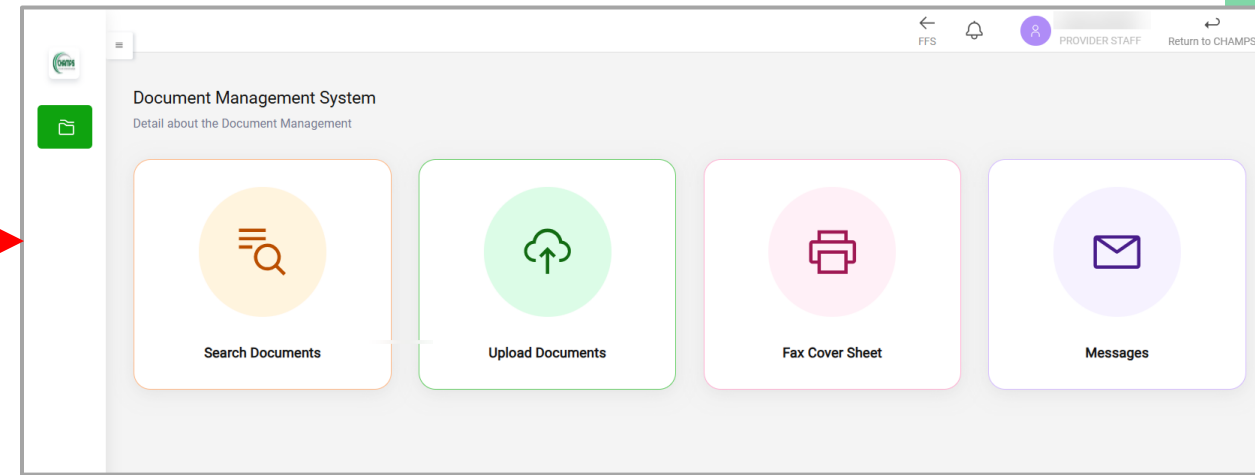 FFS
PROVIDER STAFF
Return to CHAMPS
CHAMPS
Document Management System
Detail about the Document Management
Search Documents
Upload Documents
Fax Cover Sheet
Messages